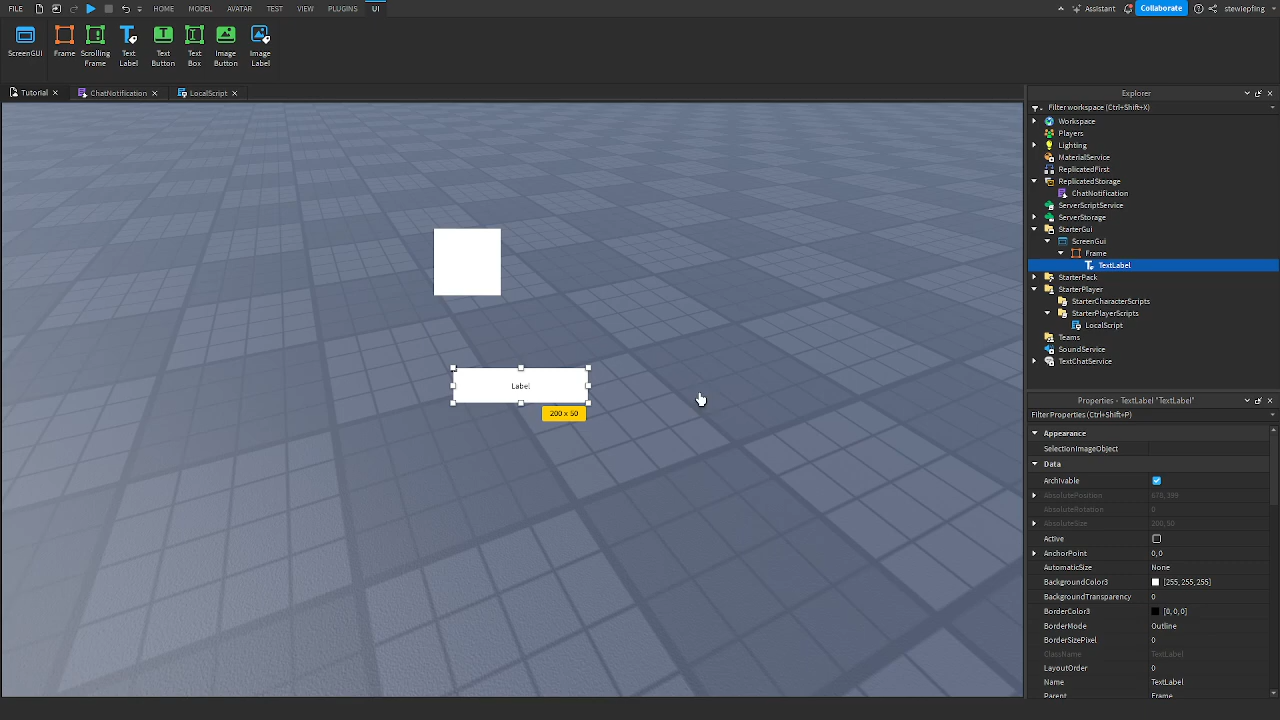 FILE HOME MODEL AVATAR TEST VIEW PLUGINS UI Assistant Collaborate stewiepfing
ScreenGUI Frame Scrolling Frame Text Label Text Button Text Box Image Button Image Label
Tutorial ChatNotification LocalScript
Explorer
Filter workspace (Ctrl+Shift+X)
Workspace
Players
Lighting
MaterialService
ReplicatedFirst
ReplicatedStorage
ChatNotification
ServerScriptService
ServerStorage
StarterGui
ScreenGui
Frame
TextLabel
StarterPack
StarterPlayer
StarterCharacterScripts
StarterPlayerScripts
LocalScript
Teams
SoundService
TextChatService
Label
200 x 50
Properties - TextLabel "TextLabel"
Filter Properties (Ctrl+Shift+P)
Appearance
SelectionImageObject
Data
Archivable
AbsolutePosition 678, 399
AbsoluteRotation 0
AbsoluteSize 200, 50
Active
AnchorPoint 0,0
AutomaticSize None
BackgroundColor3 [255,255,255]
BackgroundTransparency 0
BorderColor3 [0,0,0]
BorderMode Outline
BorderSizePixel 0
ClassName TextLabel
LayoutOrder 0
Name TextLabel
Parent Frame